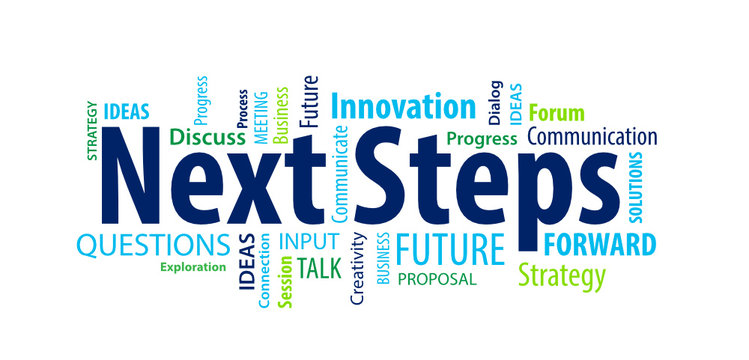 STRATEGY
IDEAS
Progress
Process
MEETING
Business
Future
Innovation
Dialog
IDEAS
Forum
Discuss
Communicate
Progress
Communication
Next Steps
SOLUTIONS
QUESTIONS
Exploration
IDEAS
Connection
INPUT
Session
TALK
Creativity
BUSINESS
FUTURE
PROPOSAL
FORWARD
Strategy